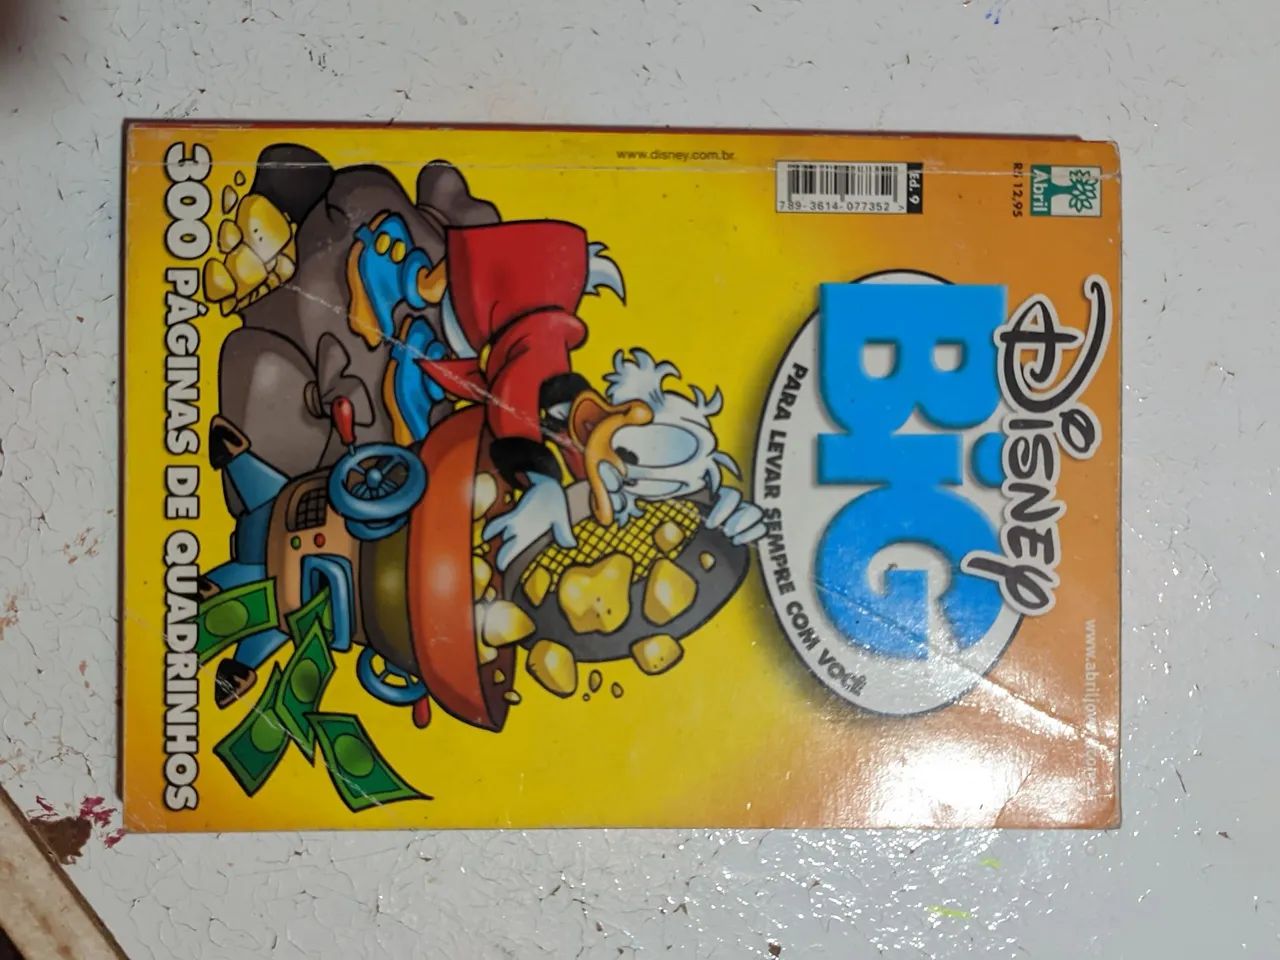 Abril
R$ 12,95
www.disney.com.br
Ed. 9
789-3614-077352 >
DISNEY
BiG
PARA LEVAR SEMPRE COM VOCÊ
300 PÁGINAS DE QUADRINHOS